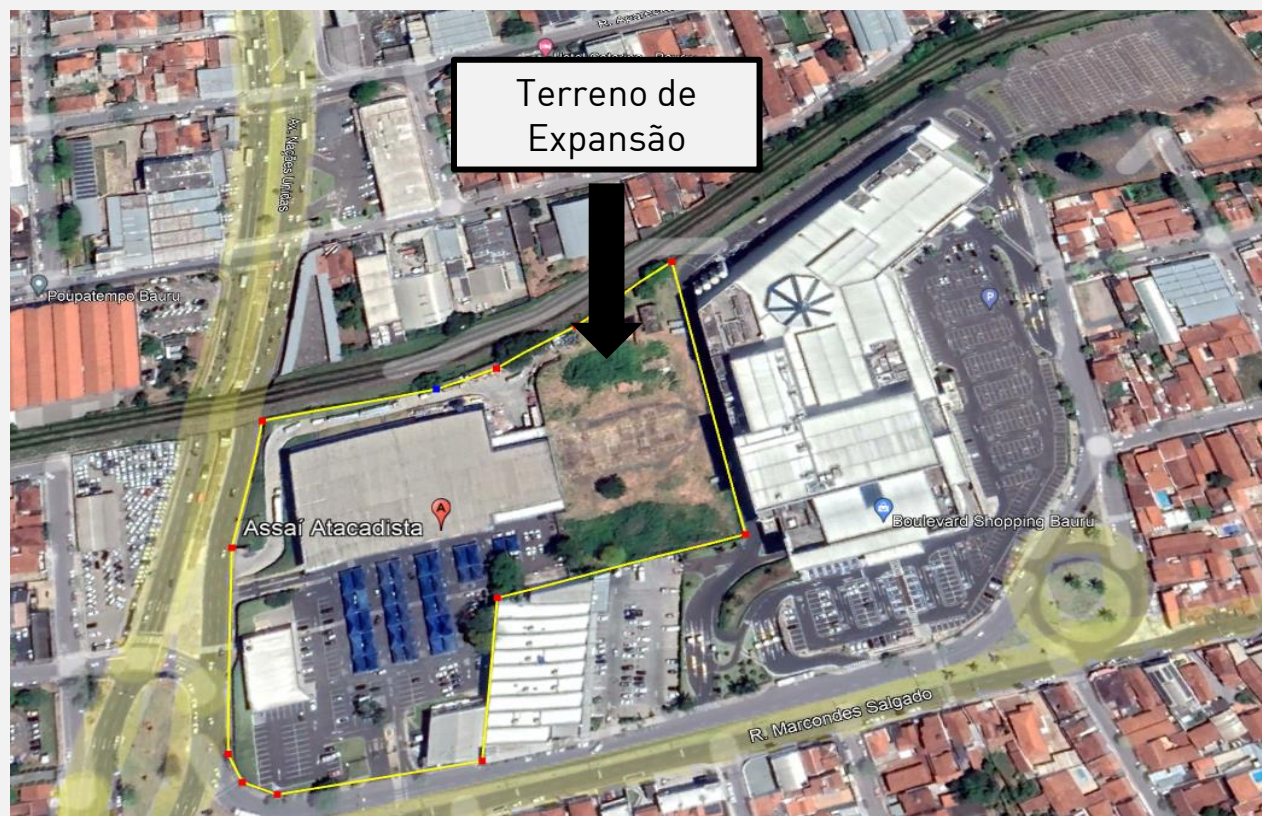 Terreno de
Expansão
Av. Nações Unidas
Poupatempo Bauru
P
A
Assaí Atacadista
Boulevard Shopping Bauru
R. Marcondes Salgado